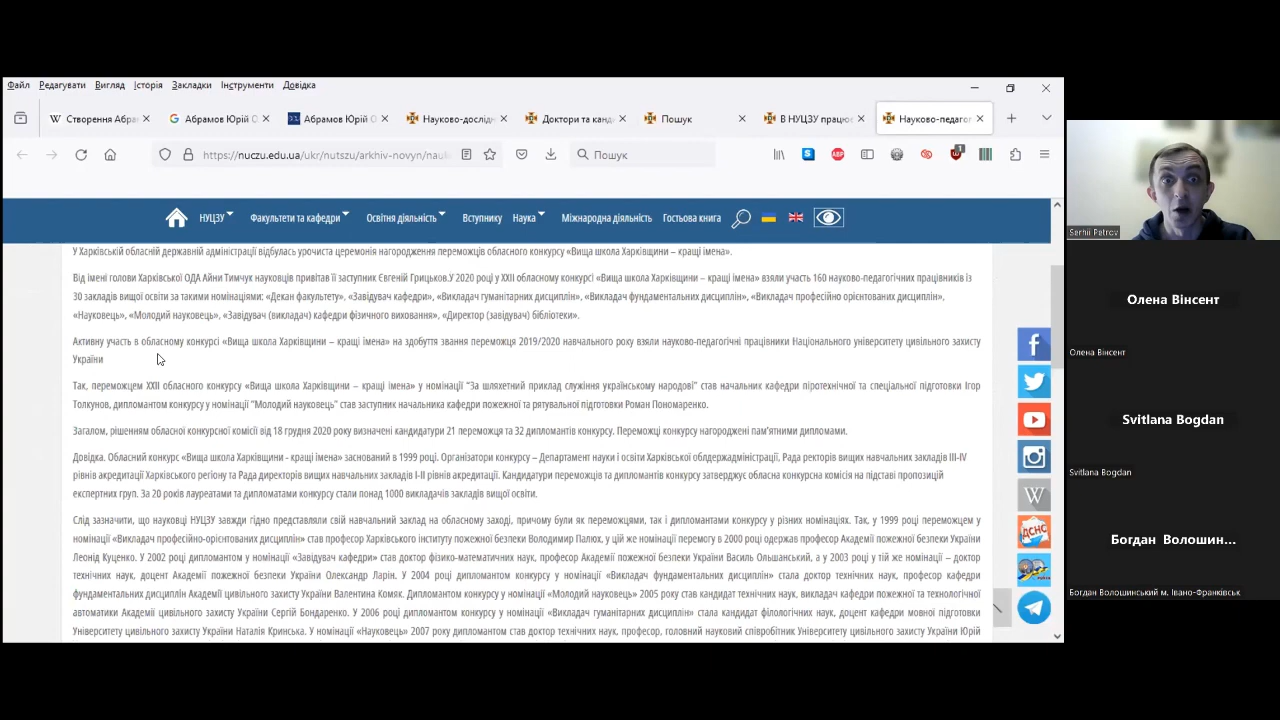 Файл Редагувати Вигляд Історія Закладки Інструменти Довідка
Створення Абра Абрамов Юрій О Абрамов Юрій О Науково-дослідн Доктори та канд Пошук В НУЦЗУ працює Науково-педагог
https://nuczu.edu.ua/ukr/nutszu/arkhiv-novyn/nauk Пошук
НУЦЗУ Факультети та кафедри Освітня діяльність Вступнику Наука Міжнародна діяльність Гостьова книга
У Харківській обласній державній адміністрації відбулась урочиста церемонія нагородження переможців обласного конкурсу «Вища школа Харківщини – кращі імена».
Від імені голови Харківської ОДА Айни Тимчук науковців привітав її заступник Євгеній Грицьков.У 2020 році у XXII обласному конкурсі «Вища школа Харківщини – кращі імена» взяли участь 160 науково-педагогічних працівників із
30 закладів вищої освіти за такими номінаціями: «Декан факультету», «Завідувач кафедри», «Викладач гуманітарних дисциплін», «Викладач фундаментальних дисциплін», «Викладач професійно орієнтованих дисциплін»,
«Науковець», «Молодий науковець», «Завідувач (викладач) кафедри фізичного виховання», «Директор (завідувач) бібліотеки».
Активну участь в обласному конкурсі «Вища школа Харківщини – кращі імена» на здобуття звання переможця 2019/2020 навчального року взяли науково-педагогічні працівники Національного університету цивільного захисту
України
Так, переможцем XXII обласного конкурсу «Вища школа Харківщини – кращі імена» у номінації "За шляхетний приклад служіння українському народові" став начальник кафедри піротехнічної та спеціальної підготовки Ігор
Толкунов, дипломантом конкурсу у номінації "Молодий науковець" став заступник начальника кафедри пожежної та рятувальної підготовки Роман Пономаренко.
Загалом, рішенням обласної конкурсної комісії від 18 грудня 2020 року визначені кандидатури 21 переможця та 32 дипломантів конкурсу. Переможці конкурсу нагороджені пам'ятними дипломами.
Довідка. Обласний конкурс «Вища школа Харківщини - кращі імена» заснований в 1999 році. Організатори конкурсу – Департамент науки і освіти Харківської облдержадміністрації, Рада ректорів вищих навчальних закладів III-IV
рівнів акредитації Харківського регіону та Рада директорів вищих навчальних закладів I-II рівнів акредитації. Кандидатури переможців та дипломантів конкурсу затверджує обласна конкурсна комісія на підставі пропозицій
експертних груп. За 20 років лауреатами та дипломатами конкурсу стали понад 1000 викладачів закладів вищої освіти.
Слід зазначити, що науковці НУЦЗУ завжди гідно представляли свій навчальний заклад на обласному заході, причому були як переможцями, так і дипломантами конкурсу у різних номінаціях. Так, у 1999 році переможцем у
номінації «Викладач професійно-орієнтованих дисциплін» став професор Харківського інституту пожежної безпеки Володимир Палюх, у цій же номінації перемогу в 2000 році одержав професор Академії пожежної безпеки України
Леонід Куценко. У 2002 році дипломантом у номінації «Завідувач кафедри» став доктор фізико-математичних наук, професор Академії пожежної безпеки України Василь Ольшанський, а у 2003 році у тій же номінації – доктор
технічних наук, доцент Академії пожежної безпеки України Олександр Ларін. У 2004 році дипломантом конкурсу у номінації «Викладач фундаментальних дисциплін» стала доктор технічних наук, професор кафедри
фундаментальних дисциплін Академії цивільного захисту України Валентина Комяк. Дипломантом конкурсу у номінації «Молодий науковець» 2005 року став кандидат технічних наук, викладач кафедри пожежної та технологічної
автоматики Академії цивільного захисту України Сергій Бондаренко. У 2006 році дипломантом конкурсу у номінації «Викладач гуманітарних дисциплін» стала кандидат філологічних наук, доцент кафедри мовної підготовки
Університету цивільного захисту України Наталія Кринська. У номінації «Науковець» 2007 року дипломантом став доктор технічних наук, професор, головний науковий співробітник Університету цивільного захисту України Юрій
ДСНС
Serhii Petrov
Олена Вінсент
Олена Вінсент
Svitlana Bogdan
Svitlana Bogdan
Богдан Волошин...
Богдан Волошинський м. Івано-Франківськ